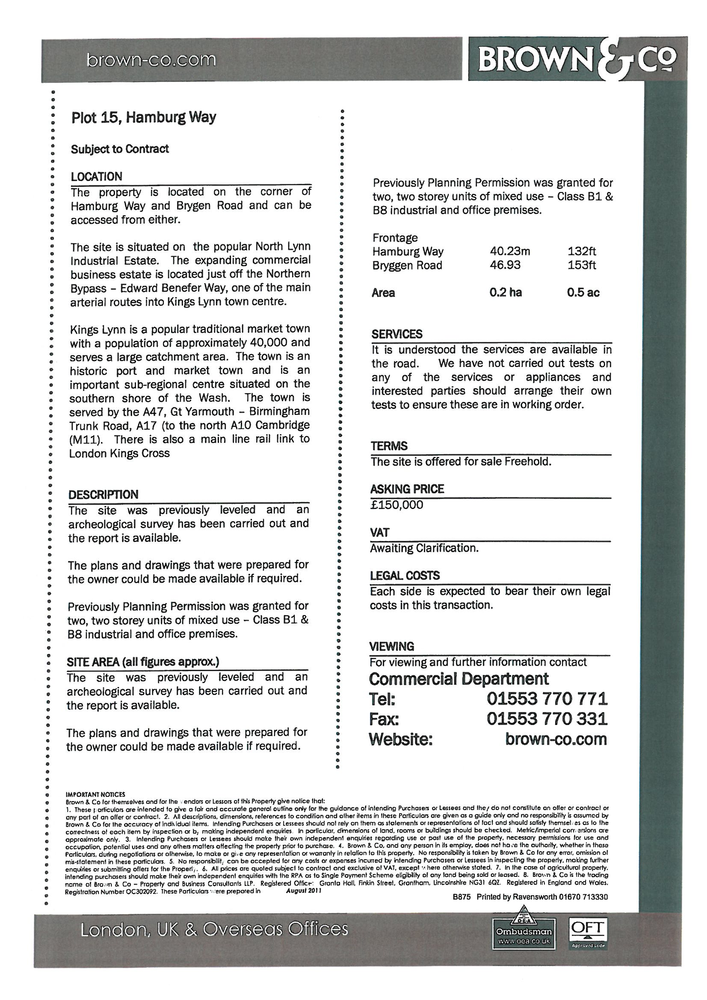 brown-co.com
BROWN&Co
Plot 15, Hamburg Way
Subject to Contract
LOCATION
The property is located on the corner of
Hamburg Way and Brygen Road and can be
accessed from either.
The site is situated on the popular North Lynn
Industrial Estate. The expanding commercial
business estate is located just off the Northern
Bypass – Edward Benefer Way, one of the main
arterial routes into Kings Lynn town centre.
Kings Lynn is a popular traditional market town
with a population of approximately 40,000 and
serves a large catchment area. The town is an
historic port and market town and is an
important sub-regional centre situated on the
southern shore of the Wash. The town is
served by the A47, Gt Yarmouth – Birmingham
Trunk Road, A17 (to the north A10 Cambridge
(M11). There is also a main line rail link to
London Kings Cross
DESCRIPTION
The site was previously leveled and an
archeological survey has been carried out and
the report is available.
The plans and drawings that were prepared for
the owner could be made available if required.
Previously Planning Permission was granted for
two, two storey units of mixed use – Class B1 &
B8 industrial and office premises.
SITE AREA (all figures approx.)
The site was previously leveled and an
archeological survey has been carried out and
the report is available.
The plans and drawings that were prepared for
the owner could be made available if required.
Previously Planning Permission was granted for
two, two storey units of mixed use – Class B1 &
B8 industrial and office premises.
Frontage
Hamburg Way 40.23m 132ft
Bryggen Road 46.93 153ft
Area 0.2 ha 0.5 ac
SERVICES
It is understood the services are available in
the road. We have not carried out tests on
any of the services or appliances and
interested parties should arrange their own
tests to ensure these are in working order.
TERMS
The site is offered for sale Freehold.
ASKING PRICE
£150,000
VAT
Awaiting Clarification.
LEGAL COSTS
Each side is expected to bear their own legal
costs in this transaction.
VIEWING
For viewing and further information contact
Commercial Department
Tel: 01553 770 771
Fax: 01553 770 331
Website: brown-co.com
IMPORTANT NOTICES
Brown & Co for themselves and for the vendors or Lessors of this Property give notice that:
1. These particulars are intended to give a fair and accurate general outline only for the guidance of intending Purchasers or Lessees and they do not constitute an offer or contract or
any part of an offer or contract. 2. All descriptions, dimensions, references to condition and other items in these Particulars are given as a guide only and no responsibility is assumed by
Brown & Co for the accuracy of individual items. Intending Purchasers or Lessees should not rely on them as statements or representations of fact and should satisfy themselves as to the
correctness of each item by inspection or by making independent enquiries. In particular, dimensions of land, rooms or buildings should be checked. Metric/imperial conversions are
approximate only. 3. Intending Purchasers or Lessees should make their own independent enquiries regarding use or past use of the property, necessary permissions for use and
occupation, potential uses and any others matters affecting the property prior to purchase. 4. Brown & Co, and any person in its employ, does not have the authority, whether in these
Particulars, during negotiations or otherwise, to make or give any representation or warranty in relation to this property. No responsibility is taken by Brown & Co for any error, omission of
mis-statement in these particulars. 5. No responsibility can be accepted for any costs or expenses incurred by intending Purchasers or Lessees in inspecting the property, making further
enquiries or submitting offers for the Property. 6. All prices are quoted subject to contract and exclusive of VAT, except where otherwise stated. 7. In the case of agricultural property,
intending purchasers should make their own independent enquiries with the RPA as to Single Payment Scheme eligibility of any land being sold or leased. 8. Brown & Co is the trading
name of Brown & Co – Property and Business Consultants LLP. Registered Office: Granta Hall, Finkin Street, Grantham, Lincolnshire NG31 6QZ. Registered in England and Wales.
Registration Number OC302092. These Particulars were prepared in August 2011
B875 Printed by Ravensworth 01670 713330
London, UK & Overseas Offices
O-E-A
Ombudsman
www.oea.co.uk
OFT
Approved code